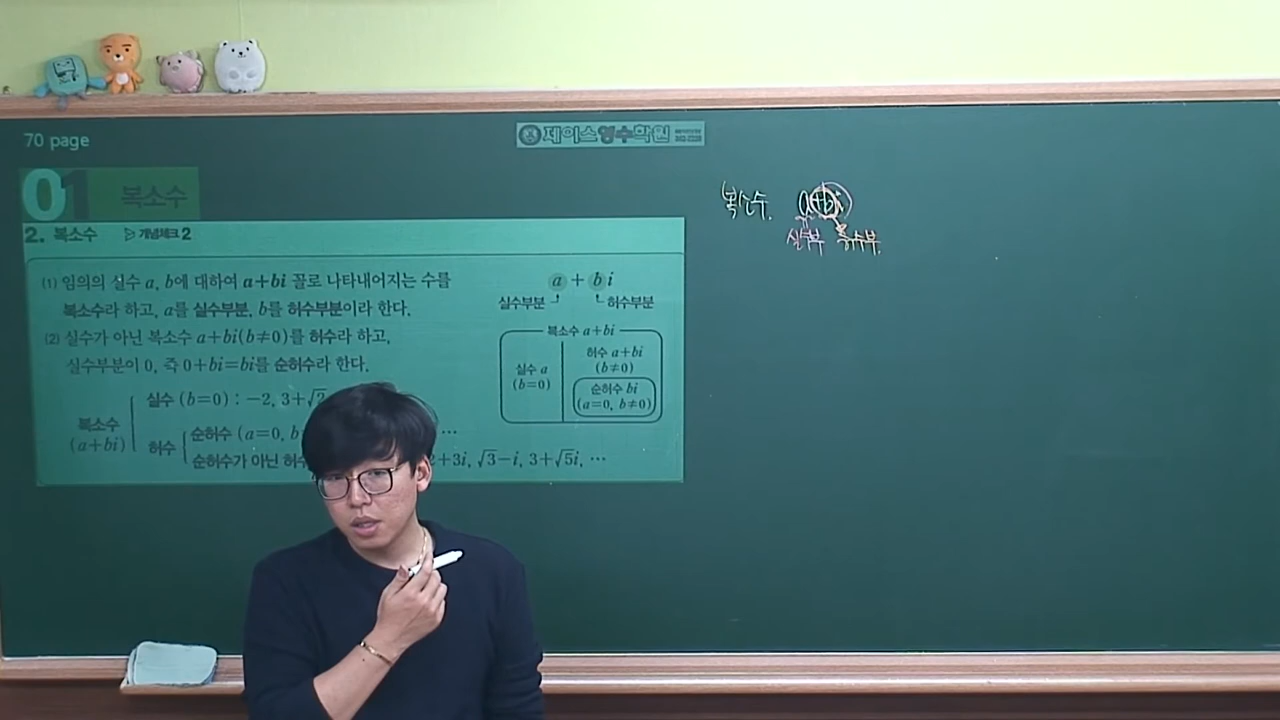 70 page
제이스영수학원
01 복소수
2. 복소수 ▷ 개념체크 2
(1) 임의의 실수 a, b에 대하여 a+bi 꼴로 나타내어지는 수를
복소수라 하고, a를 실수부분, b를 허수부분이라 한다.
(2) 실수가 아닌 복소수 a+bi(b≠0)를 허수라 하고,
실수부분이 0, 즉 0+bi=bi를 순허수라 한다.
복소수
(a+bi)
실수 (b=0) : −2, 3+√
허수
순허수 (a=0, b ⋯
순허수가 아닌 허수 +3i, √3−i, 3+√5i, ⋯
a + bi
실수부분 허수부분
복소수 a+bi
실수 a
(b=0)
허수 a+bi
(b≠0)
순허수 bi
(a=0, b≠0)
복소수. a+bi
실수부 허수부.